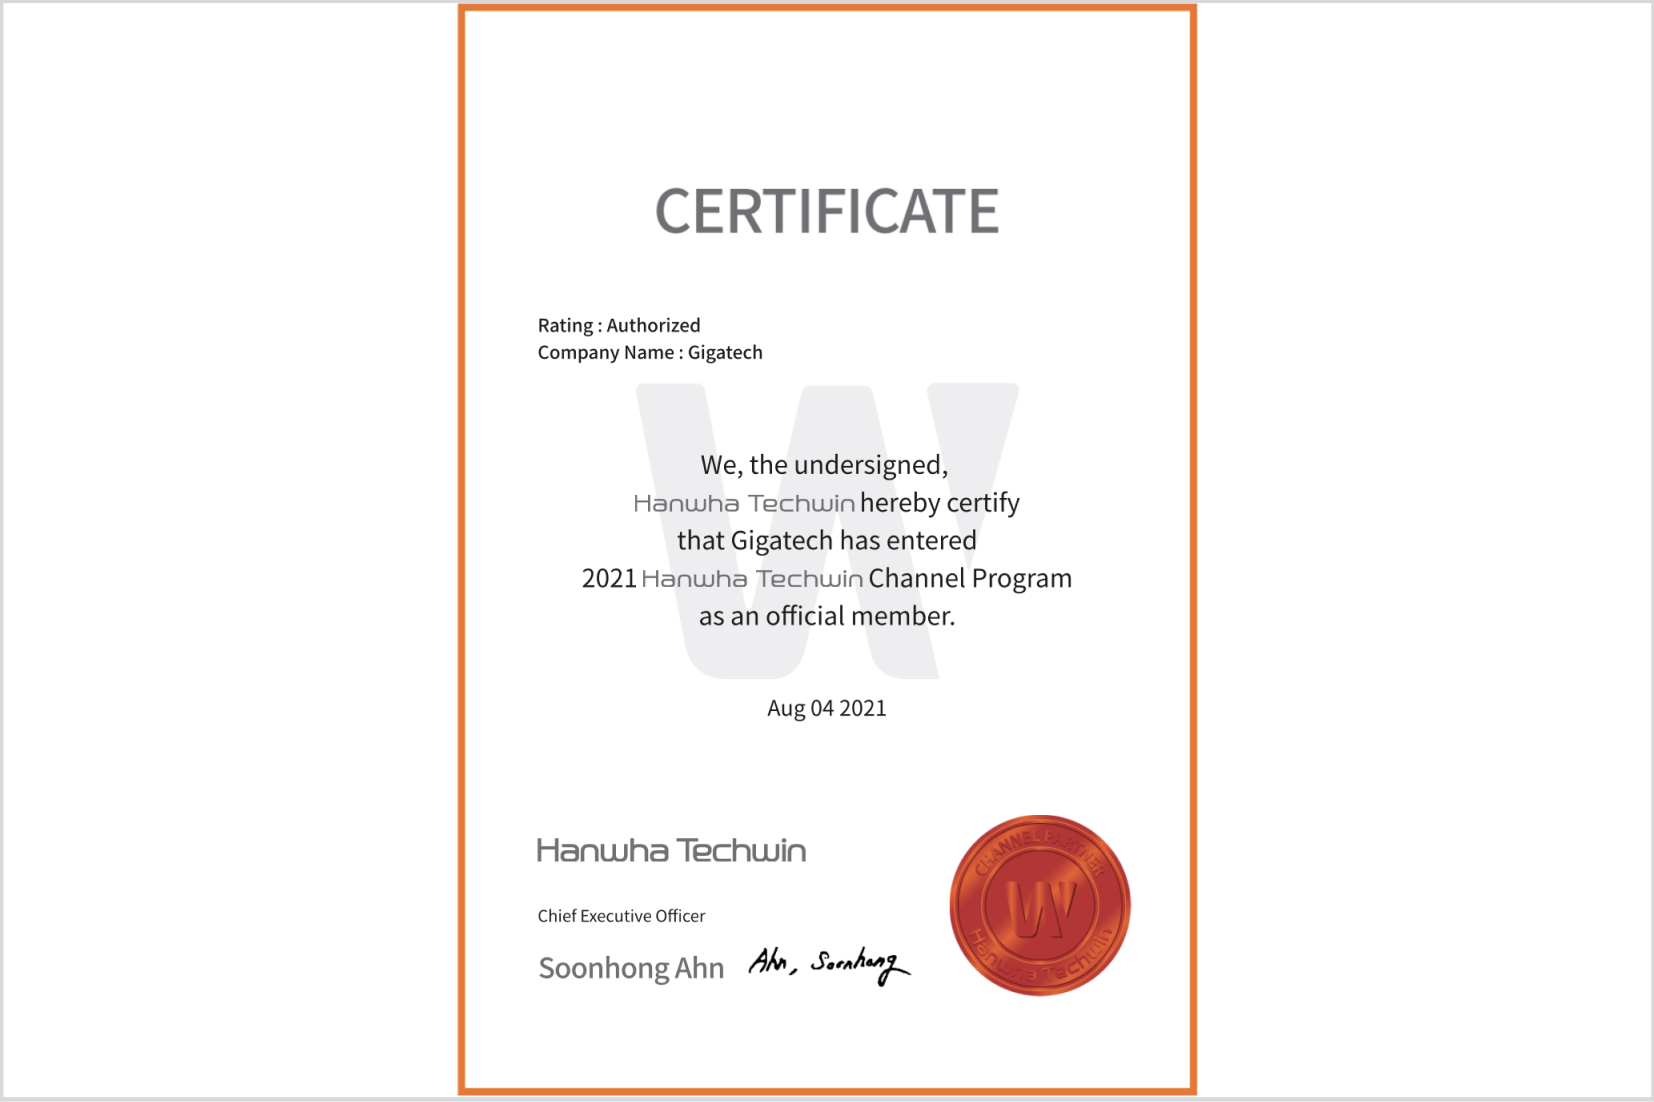 CERTIFICATE
Rating : Authorized
Company Name : Gigatech
We, the undersigned,
Hanwha Techwin hereby certify
that Gigatech has entered
2021 Hanwha Techwin Channel Program
as an official member.
Aug 04 2021
Hanwha Techwin
Chief Executive Officer
Soonhong Ahn Ahn, Soonhong
CHANNEL PARTNER
Hanwha Techwin